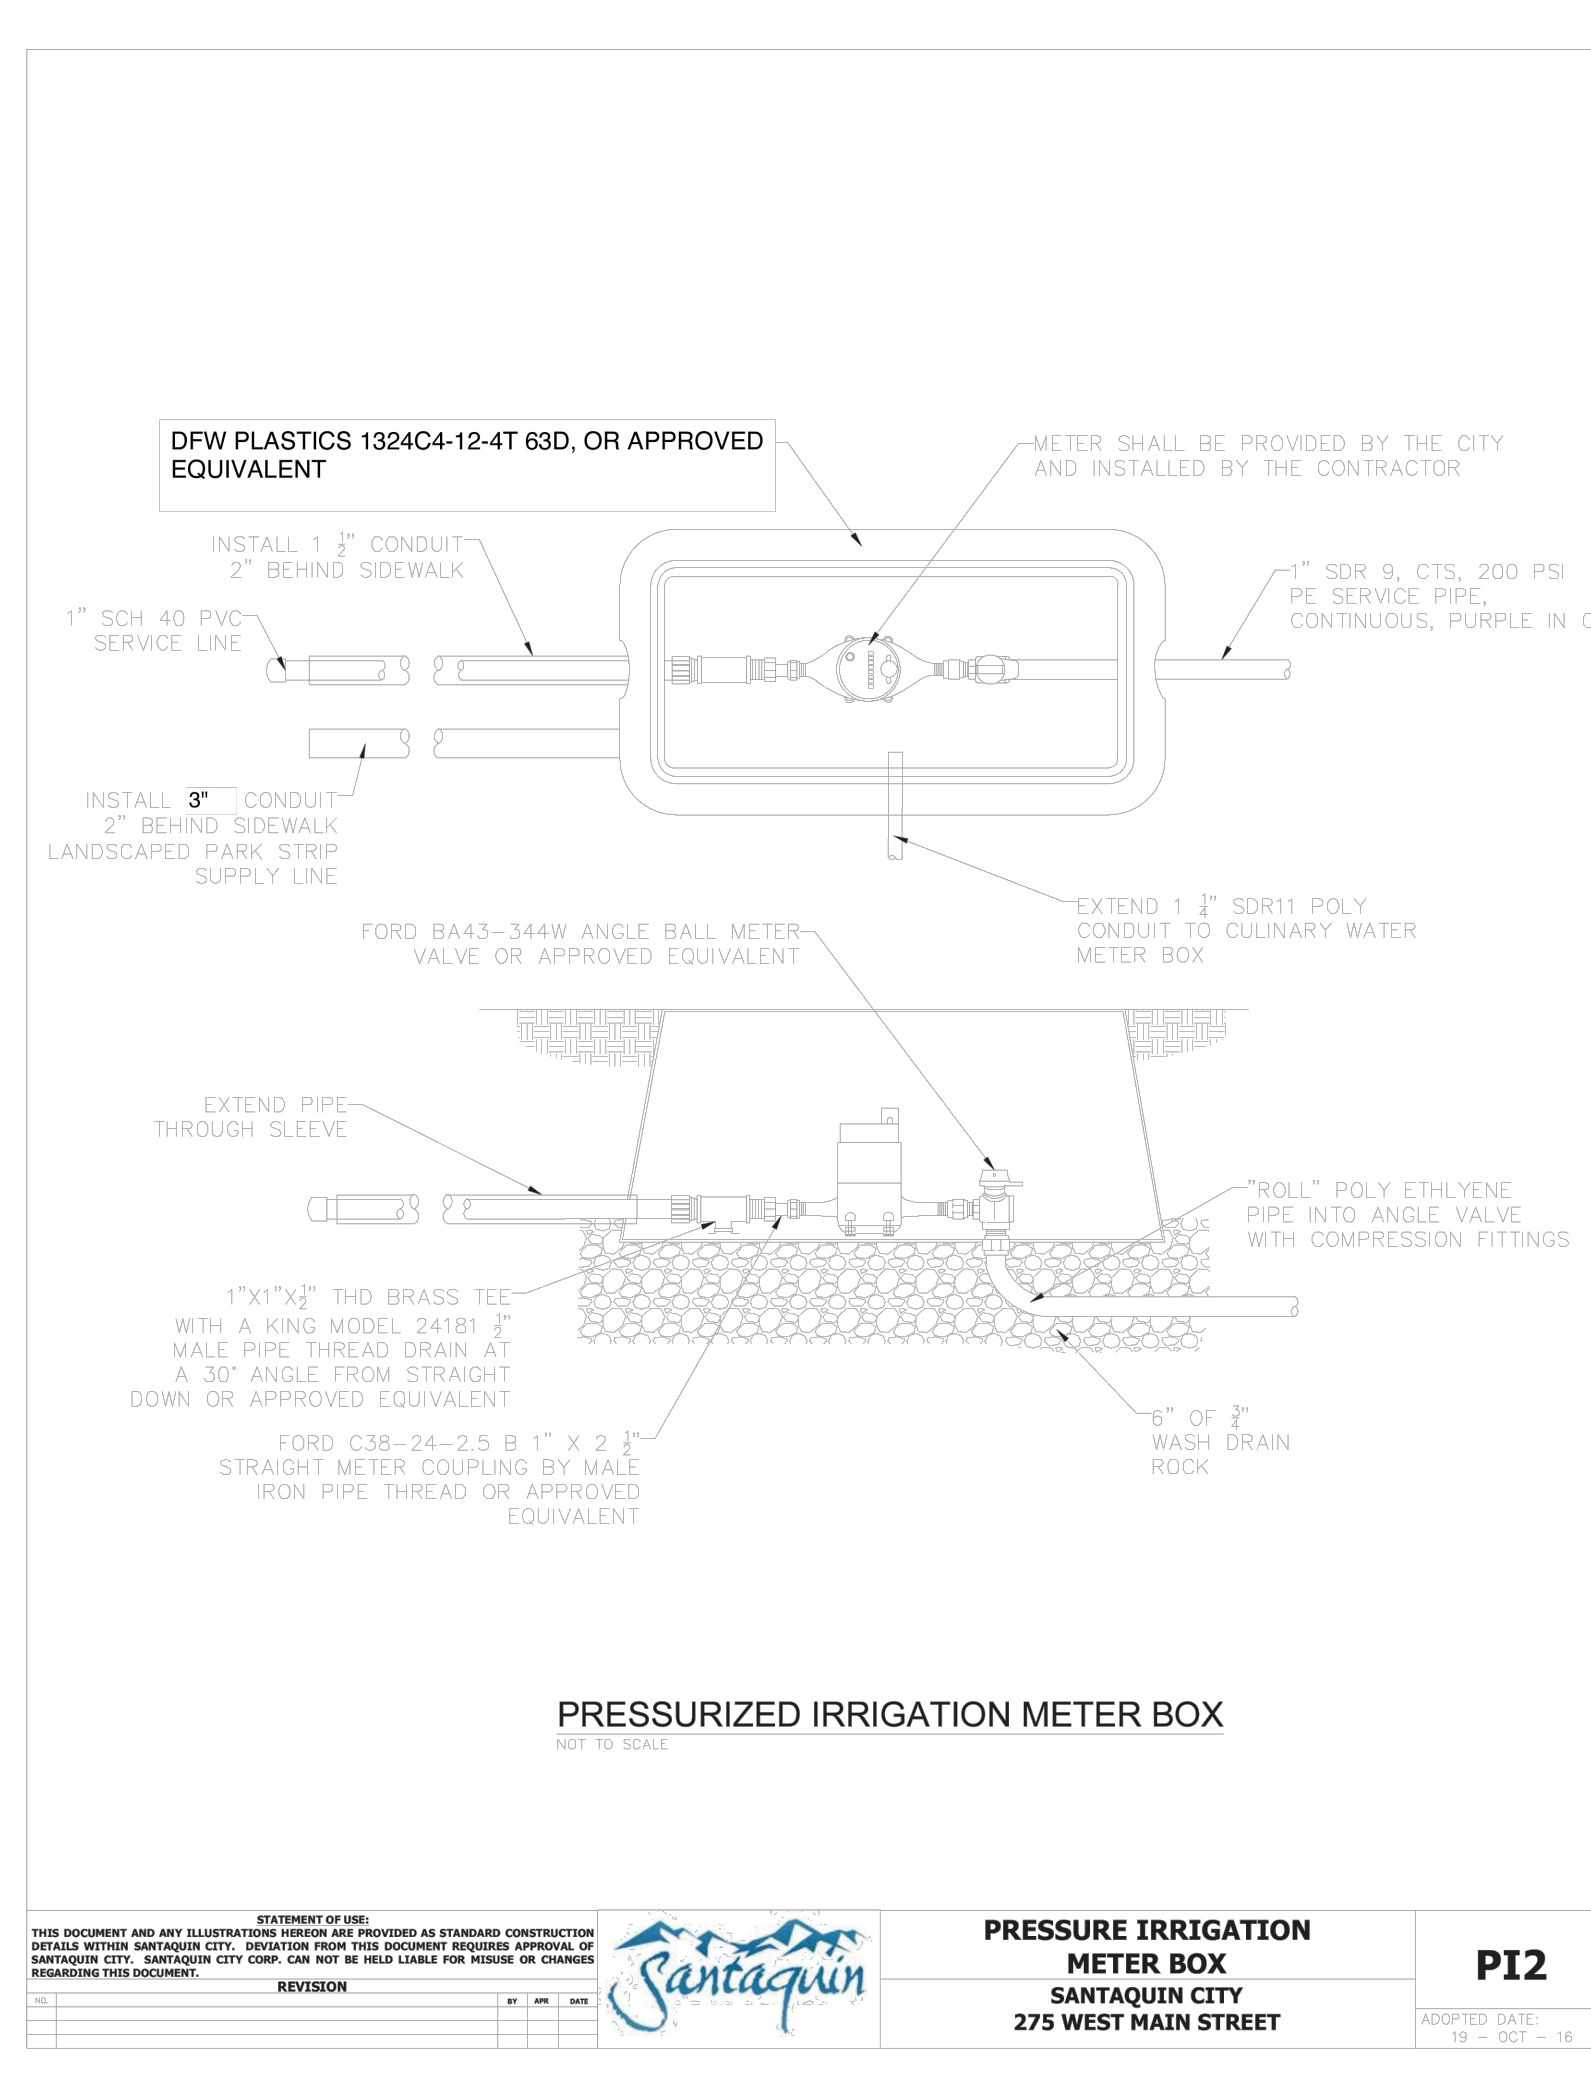 DFW PLASTICS 1324C4-12-4T 63D, OR APPROVED
EQUIVALENT
METER SHALL BE PROVIDED BY THE CITY
AND INSTALLED BY THE CONTRACTOR
INSTALL 1 1/2" CONDUIT
2" BEHIND SIDEWALK
1" SCH 40 PVC
SERVICE LINE
1" SDR 9, CTS, 200 PSI
PE SERVICE PIPE,
CONTINUOUS, PURPLE IN
INSTALL 3" CONDUIT
2" BEHIND SIDEWALK
LANDSCAPED PARK STRIP
SUPPLY LINE
EXTEND 1 1/4" SDR11 POLY
CONDUIT TO CULINARY WATER
METER BOX
FORD BA43-344W ANGLE BALL METER
VALVE OR APPROVED EQUIVALENT
EXTEND PIPE
THROUGH SLEEVE
"ROLL" POLY ETHLYENE
PIPE INTO ANGLE VALVE
WITH COMPRESSION FITTINGS
1"X1"X1/2" THD BRASS TEE
WITH A KING MODEL 24181 1/2"
MALE PIPE THREAD DRAIN AT
A 30° ANGLE FROM STRAIGHT
DOWN OR APPROVED EQUIVALENT
6" OF 3/4"
WASH DRAIN
ROCK
FORD C38-24-2.5 B 1" X 2 1/2"
STRAIGHT METER COUPLING BY MALE
IRON PIPE THREAD OR APPROVED
EQUIVALENT
PRESSURIZED IRRIGATION METER BOX
NOT TO SCALE
STATEMENT OF USE:
THIS DOCUMENT AND ANY ILLUSTRATIONS HEREON ARE PROVIDED AS STANDARD CONSTRUCTION
DETAILS WITHIN SANTAQUIN CITY. DEVIATION FROM THIS DOCUMENT REQUIRES APPROVAL OF
SANTAQUIN CITY. SANTAQUIN CITY CORP. CAN NOT BE HELD LIABLE FOR MISUSE OR CHANGES
REGARDING THIS DOCUMENT.
REVISION
NO. BY APR DATE
Santaquin
PRESSURE IRRIGATION
METER BOX
SANTAQUIN CITY
275 WEST MAIN STREET
PI2
ADOPTED DATE:
19 - OCT - 16